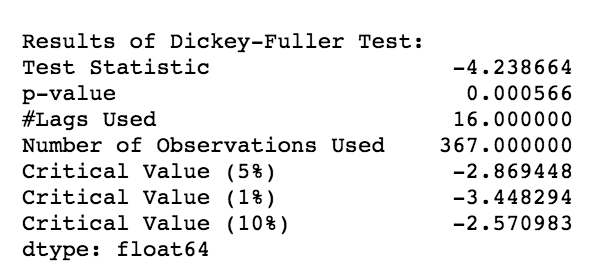 Results of Dickey-Fuller Test:
Test Statistic -4.238664
p-value 0.000566
#Lags Used 16.000000
Number of Observations Used 367.000000
Critical Value (5%) -2.869448
Critical Value (1%) -3.448294
Critical Value (10%) -2.570983
dtype: float64